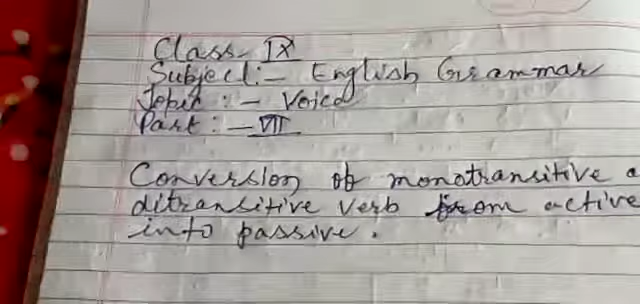 Class - IX
Subject :- English Grammar
Topic :- Voice
Part :- VII
Conversion of monotransitive a
ditransitive verb from active
into passive.